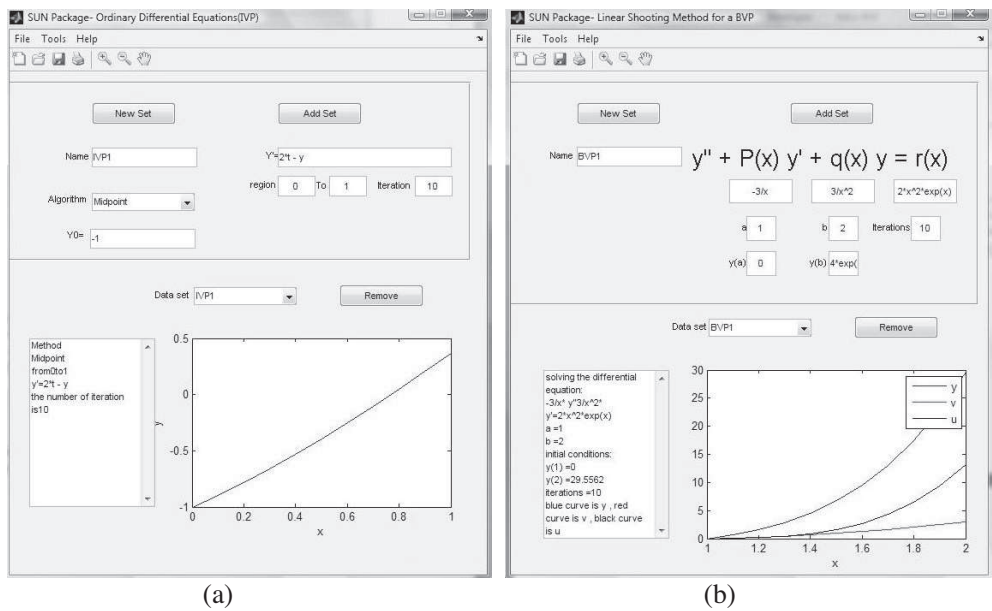 SUN Package- Ordinary Differential Equations(IVP)
File Tools Help
New Set
Add Set
Name IVP1
Y'= 2*t - y
region 0 To 1 Iteration 10
Algorithm Midpoint
Y0= -1
Data set IVP1
Remove
Method
Midpoint
from0to1
y'=2*t - y
the number of iteration
is10
0.5
0
-0.5
-1
y
0 0.2 0.4 0.6 0.8 1
x
(a)
SUN Package- Linear Shooting Method for a BVP
File Tools Help
New Set
Add Set
Name BVP1
y" + P(x) y' + q(x) y = r(x)
-3/x 3/x^2 2*x^2*exp(x)
a 1 b 2 Iterations 10
y(a) 0 y(b) 4*exp(
Data set BVP1
Remove
solving the differential
equation:
-3/x* y"3/x^2*
y'=2*x^2*exp(x)
a =1
b =2
initial conditions:
y(1) =0
y(2) =29.5562
iterations =10
blue curve is y , red
curve is v , black curve
is u
30
25
20
15
10
5
0
y
v
u
1 1.2 1.4 1.6 1.8 2
x
(b)